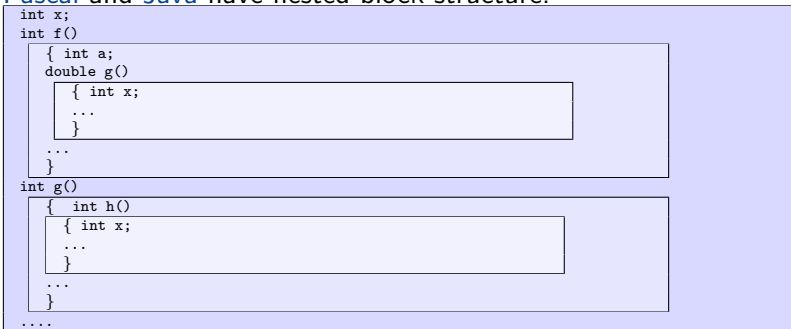 Pascal and Java have nested block structure.
int x;
int f()
{ int a;
double g()
{ int x;
...
}
...
}
int g()
{ int h()
{ int x;
...
}
...
}
....